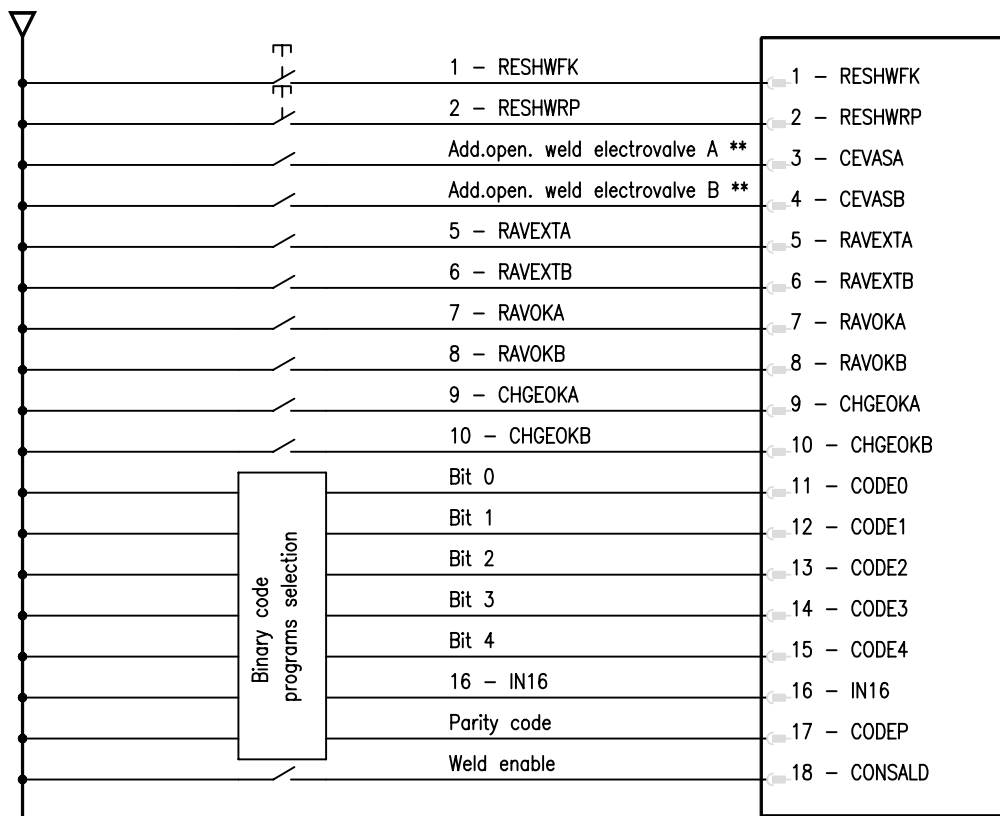 1 - RESHWFK
1 - RESHWFK
2 - RESHWRP
2 - RESHWRP
Add.open. weld electrovalve A **
3 - CEVASA
Add.open. weld electrovalve B **
4 - CEVASB
5 - RAVEXTA
5 - RAVEXTA
6 - RAVEXTB
6 - RAVEXTB
7 - RAVOKA
7 - RAVOKA
8 - RAVOKB
8 - RAVOKB
9 - CHGEOKA
9 - CHGEOKA
10 - CHGEOKB
10 - CHGEOKB
Binary code
programs selection
Bit 0
11 - CODE0
Bit 1
12 - CODE1
Bit 2
13 - CODE2
Bit 3
14 - CODE3
Bit 4
15 - CODE4
16 - IN16
16 - IN16
Parity code
17 - CODEP
Weld enable
18 - CONSALD